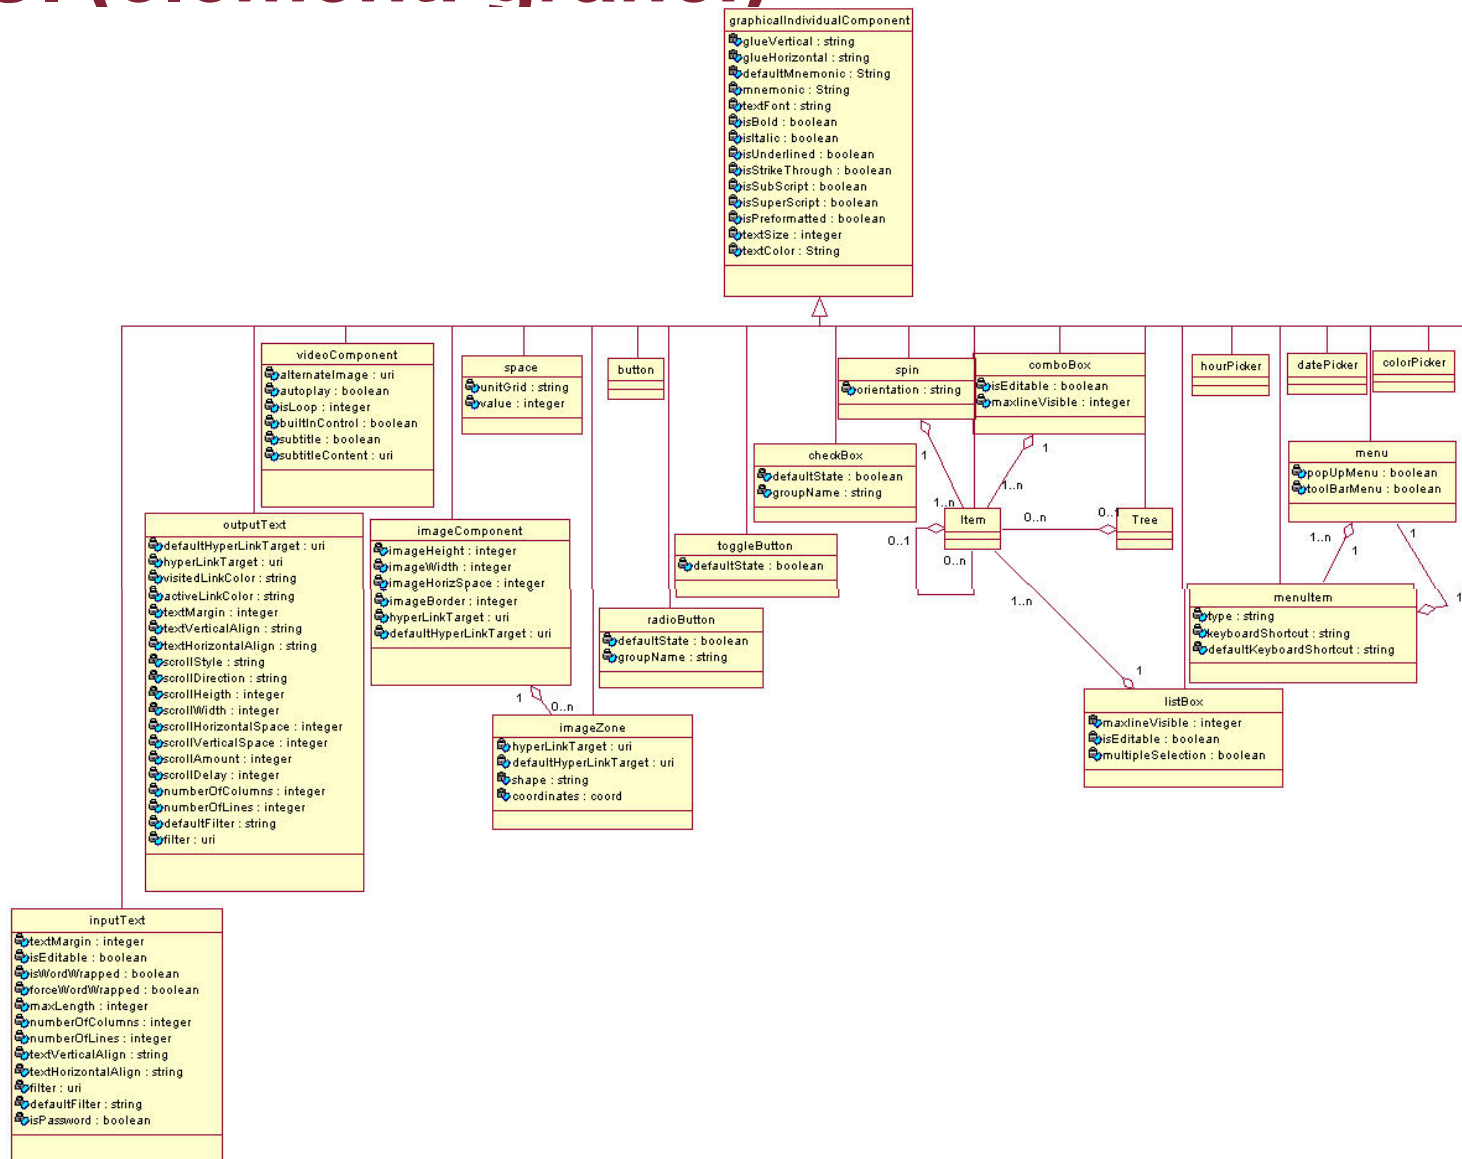 (elementi grafici)
graphicalIndividualComponent
glueVertical : string
glueHorizontal : string
defaultMnemonic : String
mnemonic : String
textFont : string
isBold : boolean
isItalic : boolean
isUnderlined : boolean
isStrikeThrough : boolean
isSubScript : boolean
isSuperScript : boolean
isPreformatted : boolean
textSize : integer
textColor : String
videoComponent
alternateImage : uri
autoplay : boolean
isLoop : integer
builtInControl : boolean
subtitle : boolean
subtitleContent : uri
space
unitGrid : string
value : integer
button
spin
orientation : string
comboBox
isEditable : boolean
maxlineVisible : integer
hourPicker
datePicker
colorPicker
checkBox
defaultState : boolean
groupName : string
menu
popUpMenu : boolean
toolBarMenu : boolean
1
1
1..n
1..n
outputText
defaultHyperLinkTarget : uri
hyperLinkTarget : uri
visitedLinkColor : string
activeLinkColor : string
textMargin : integer
textVerticalAlign : string
textHorizontalAlign : string
scrollStyle : string
scrollDirection : string
scrollHeigth : integer
scrollWidth : integer
scrollHorizontalSpace : integer
scrollVerticalSpace : integer
scrollAmount : integer
scrollDelay : integer
numberOfColumns : integer
numberOfLines : integer
defaultFilter : string
filter : uri
imageComponent
imageHeight : integer
imageWidth : integer
imageHorizSpace : integer
imageBorder : integer
hyperLinkTarget : uri
defaultHyperLinkTarget : uri
toggleButton
defaultState : boolean
Item
0..n
0..1
Tree
0..1
0..n
1..n
1
1
1..n
menuItem
type : string
keyboardShortcut : string
defaultKeyboardShortcut : string
1
radioButton
defaultState : boolean
groupName : string
1
0..n
imageZone
hyperLinkTarget : uri
defaultHyperLinkTarget : uri
shape : string
coordinates : coord
1
listBox
maxlineVisible : integer
isEditable : boolean
multipleSelection : boolean
inputText
textMargin : integer
isEditable : boolean
isWordWrapped : boolean
forceWordWrapped : boolean
maxLength : integer
numberOfColumns : integer
numberOfLines : integer
textVerticalAlign : string
textHorizontalAlign : string
filter : uri
defaultFilter : string
isPassword : boolean